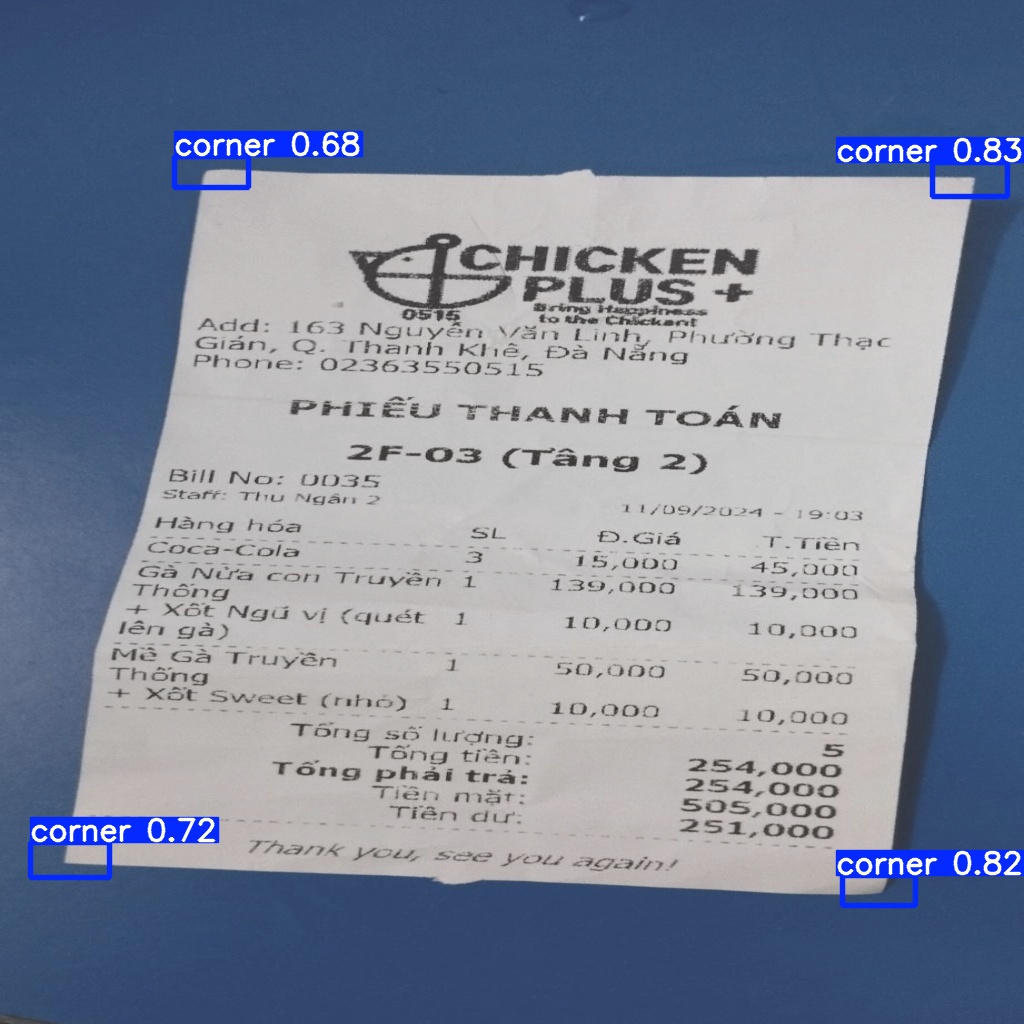 corner 0.68
corner 0.83
CHICKEN
PLUS +
0515
Bring Happiness
to the Chickent
Add: 163 Nguyễn Văn Linh, Phường Thạc
Gián, Q. Thanh Khê, Đà Nẵng
Phone: 02363550515
PHIẾU THANH TOÁN
2F-03 (Tầng 2)
Bill No: 0035
Staff: Thu Ngân 2
11/09/2024 - 19:03
Hàng hóa SL Đ.Giá T.Tiền
Coca-Cola 3 15,000 45,000
Gà Nửa con Truyền 1 139,000 139,000
Thống
+ Xốt Ngũ vị (quét 1 10,000 10,000
lên gà)
Mề Gà Truyền 1 50,000 50,000
Thống
+ Xốt Sweet (nhỏ) 1 10,000 10,000
Tổng số lượng: 5
Tổng tiền: 254,000
Tổng phải trả: 254,000
Tiền mặt: 505,000
Tiền dư: 251,000
Thank you, see you again!
corner 0.72
corner 0.82